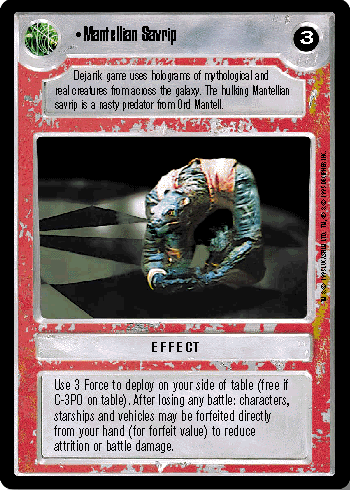 • Mantellian Savrip
3
Dejarik game uses holograms of mythological and
real creatures from across the galaxy. The hulking Mantellian
savrip is a nasty predator from Ord Mantell.
EFFECT
Use 3 Force to deploy on your side of table (free if
C-3PO on table). After losing any battle: characters,
starships and vehicles may be forfeited directly
from your hand (for forfeit value) to reduce
attrition or battle damage.